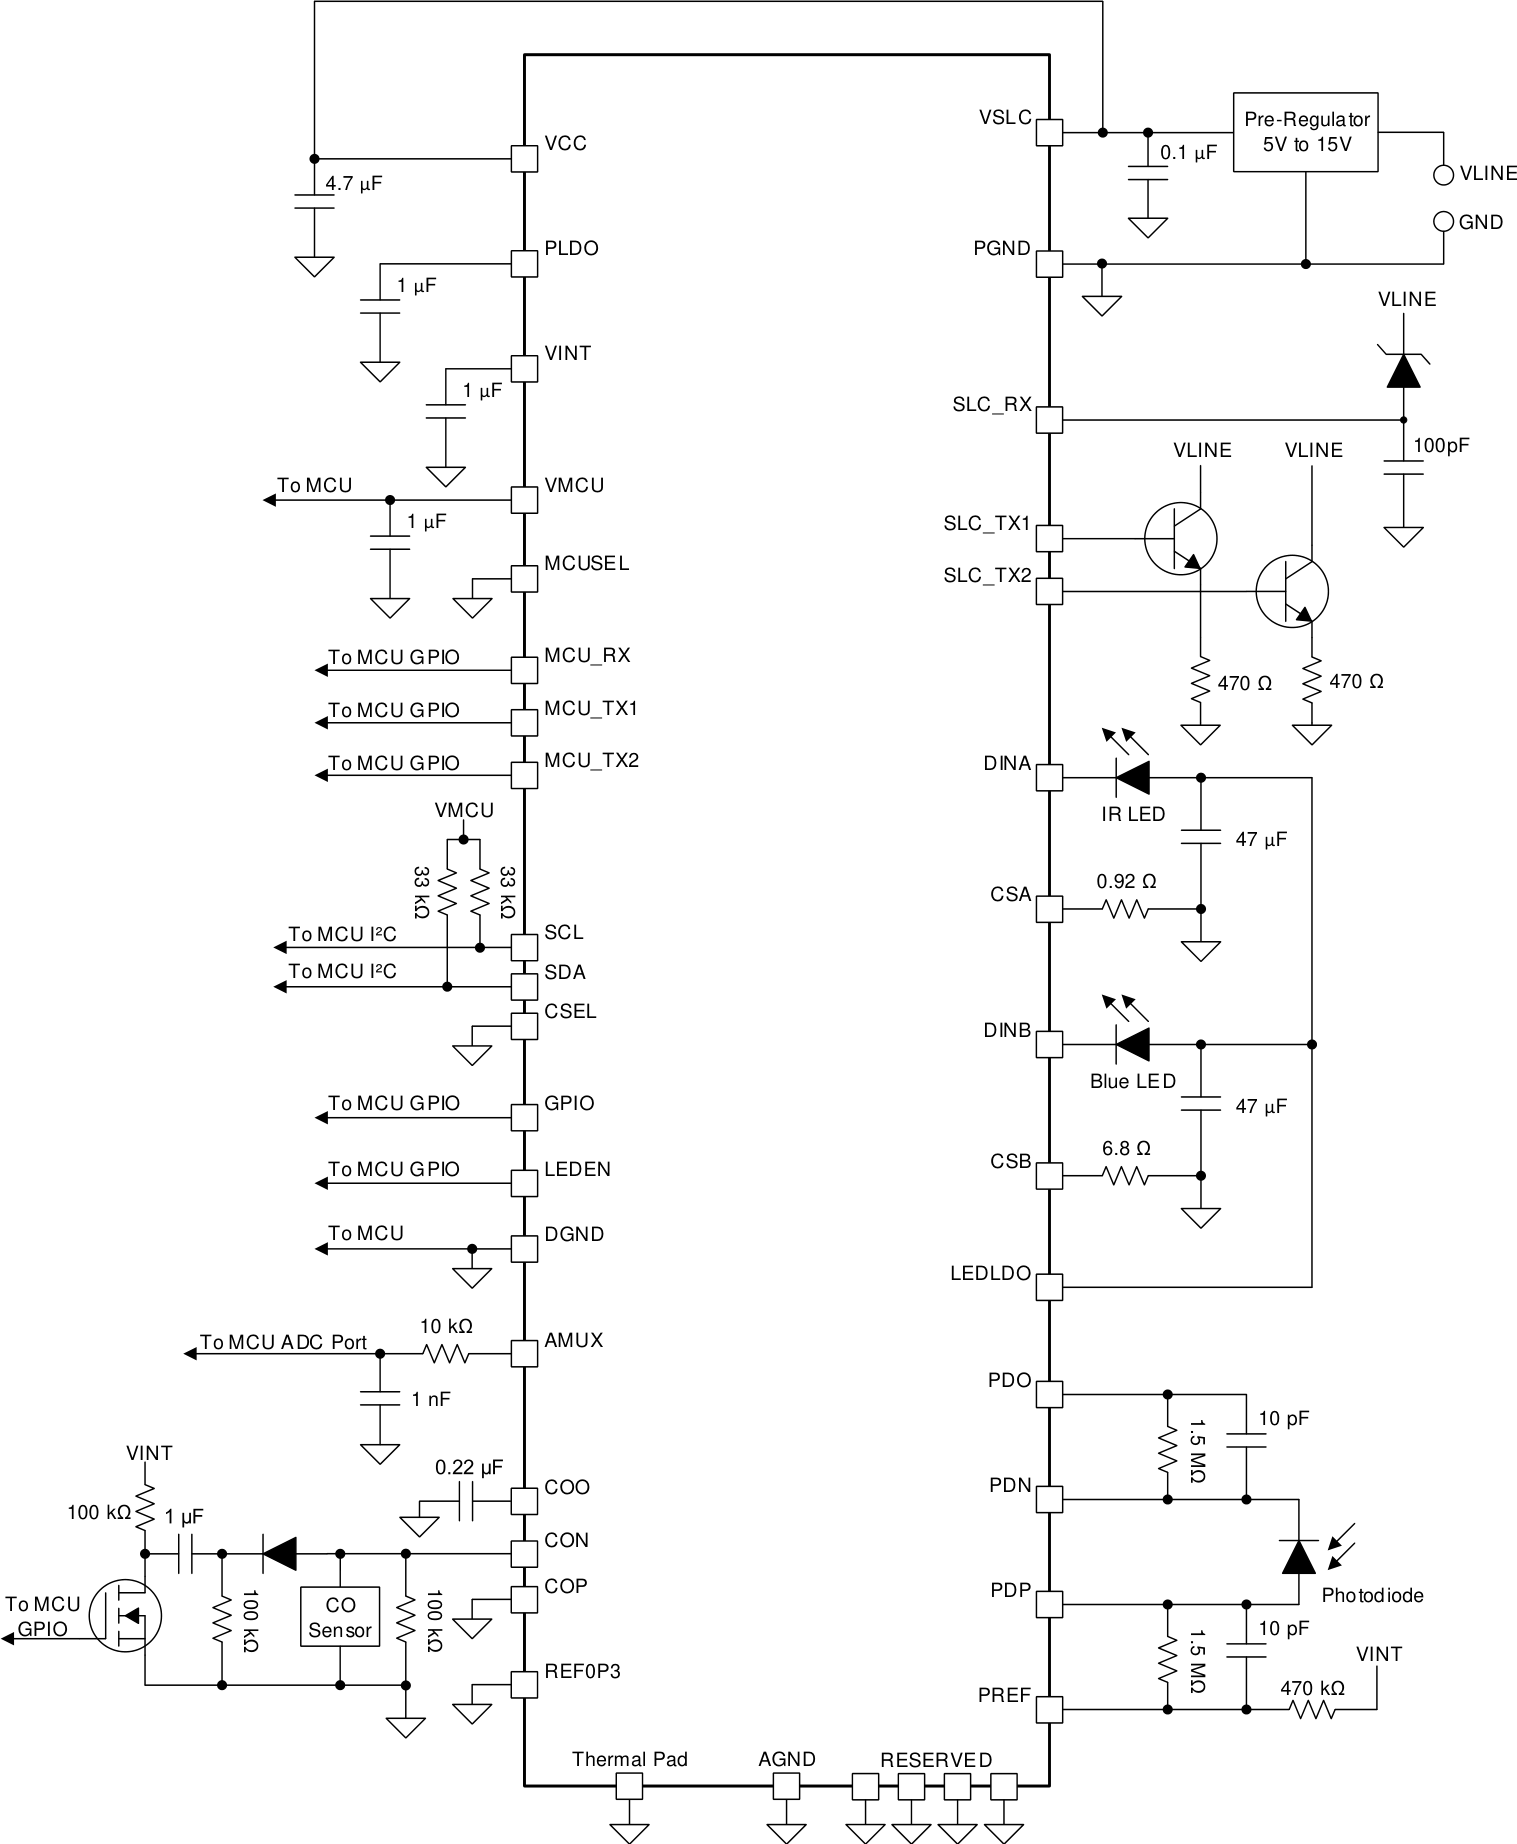 VCC
4.7 µF
PLDO
1 µF
VINT
1 µF
To MCU
VMCU
1 µF
MCUSEL
To MCU GPIO
MCU_RX
To MCU GPIO
MCU_TX1
To MCU GPIO
MCU_TX2
VMCU
33 kΩ
33 kΩ
To MCU I²C
SCL
To MCU I²C
SDA
CSEL
To MCU GPIO
GPIO
To MCU GPIO
LEDEN
To MCU
DGND
10 kΩ
To MCU ADC Port
AMUX
1 nF
VINT
0.22 µF
COO
100 kΩ
1 µF
CON
COP
To MCU
GPIO
100 kΩ
CO
Sensor
100 kΩ
REF0P3
Thermal Pad
AGND
RESERVED
VSLC
Pre-Regulator
5V to 15V
0.1 µF
VLINE
GND
PGND
VLINE
SLC_RX
100pF
VLINE
VLINE
SLC_TX1
SLC_TX2
470 Ω
470 Ω
DINA
IR LED
47 µF
0.92 Ω
CSA
DINB
Blue LED
47 µF
6.8 Ω
CSB
LEDLDO
PDO
10 pF
1.5 MΩ
PDN
PDP
Photodiode
10 pF
1.5 MΩ
VINT
470 kΩ
PREF